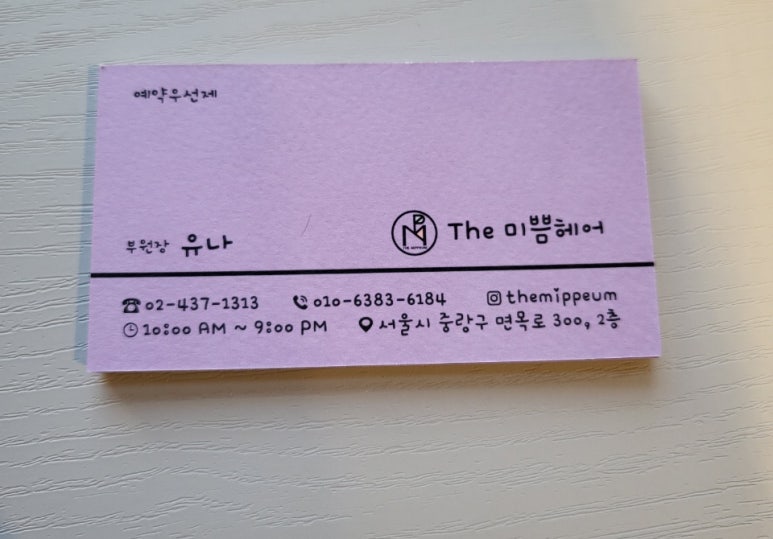 예약우선제
부원장 유나
The 미쁨헤어
02-437-1313 010-6383-6184 themippeum
10:00 AM ~ 9:00 PM 서울시 중랑구 면목로 300, 2층